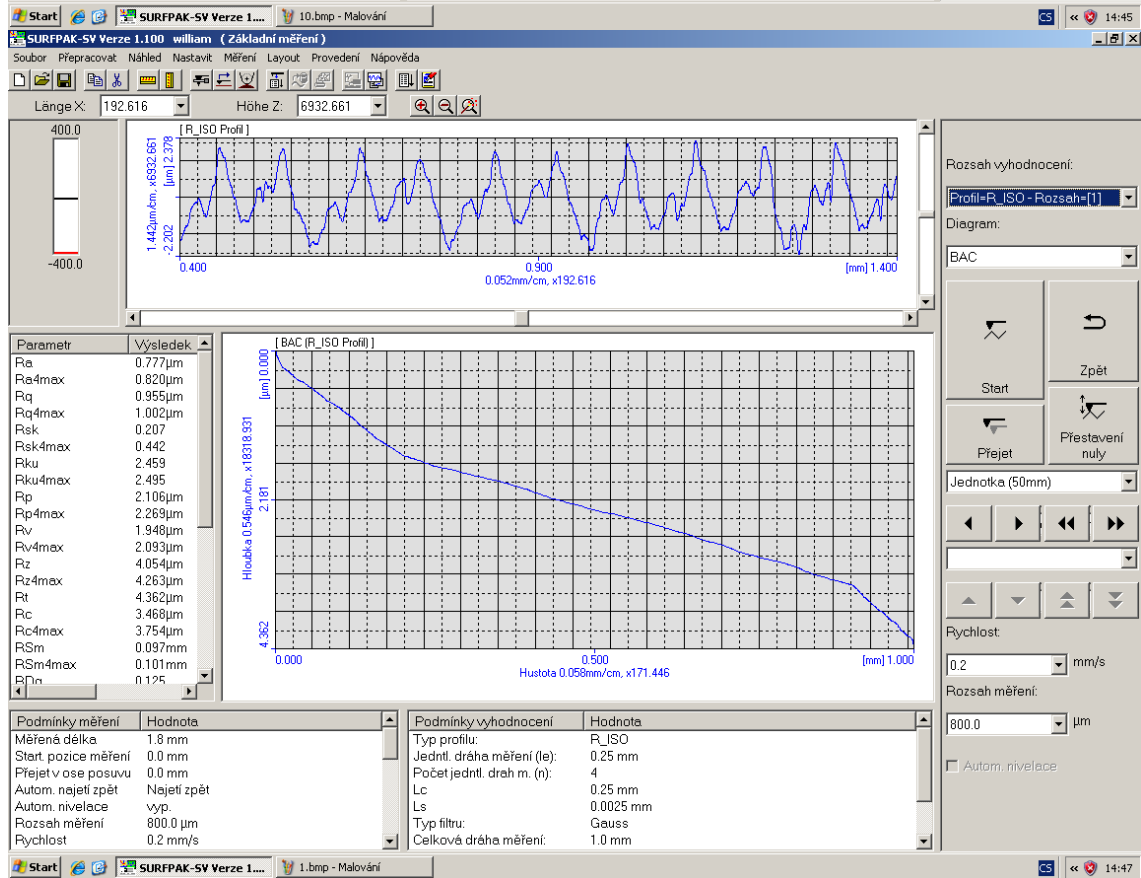 Start SURFPAK-SV Verze 1.... 10.bmp - Malování CS « 14:45
SURFPAK-SV Verze 1.100 william ( Základní měření )
Soubor Přepracovat Náhled Nastavit Měření Layout Provedení Nápověda
Länge X: 192.616 Höhe Z: 6932.661
400.0
-400.0
[ R_ISO Profil ]
1.442µm/cm, x6932.661
-2.202 [µm] 2.378
0.400 0.900 [mm] 1.400
0.052mm/cm, x192.616
Parametr Výsledek
Ra 0.777µm
Ra4max 0.820µm
Rq 0.955µm
Rq4max 1.002µm
Rsk 0.207
Rsk4max 0.442
Rku 2.459
Rku4max 2.495
Rp 2.106µm
Rp4max 2.269µm
Rv 1.948µm
Rv4max 2.093µm
Rz 4.054µm
Rz4max 4.263µm
Rt 4.362µm
Rc 3.468µm
Rc4max 3.754µm
RSm 0.097mm
RSm4max 0.101mm
RDq 0.125
[ BAC (R_ISO Profil) ]
Hloubka 0.546µm/cm, x18318.931
4.362 2.181 [µm] 0.000
0.000 0.500 [mm] 1.000
Hustota 0.058mm/cm, x171.446
Podmínky měření Hodnota
Měřená délka 1.8 mm
Start. pozice měření 0.0 mm
Přejet v ose posuvu 0.0 mm
Autom. najetí zpět Najetí zpět
Autom. nivelace vyp.
Rozsah měření 800.0 µm
Rychlost 0.2 mm/s
Podmínky vyhodnocení Hodnota
Typ profilu: R_ISO
Jedntl. dráha měření (le): 0.25 mm
Počet jedntl. drah m. (n): 4
Lc 0.25 mm
Ls 0.0025 mm
Typ filtru: Gauss
Celková dráha měření: 1.0 mm
Rozsah vyhodnocení:
Profil=R_ISO - Rozsah=[1]
Diagram:
BAC
Start
Zpět
Přejet
Přestavení
nuly
Jednotka (50mm)
Rychlost:
0.2 mm/s
Rozsah měření:
800.0 µm
Autom. nivelace
Start SURFPAK-SV Verze 1.... 1.bmp - Malování CS « 14:47